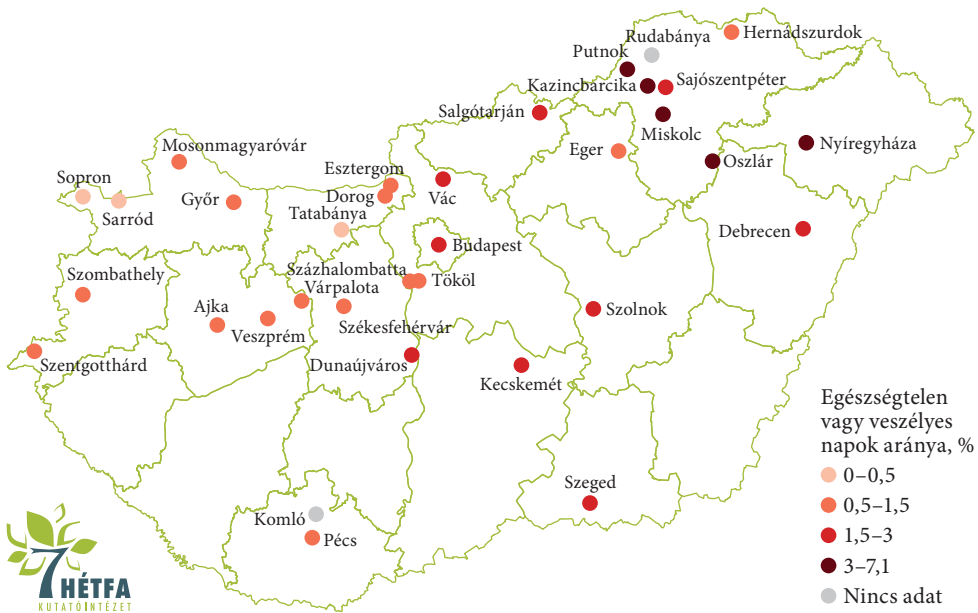 Rudabánya
Hernádszurdok
Putnok
Kazincbarcika
Sajószentpéter
Salgótarján
Miskolc
Mosonmagyaróvár
Eger
Nyíregyháza
Oszlár
Esztergom
Sopron
Dorog
Vác
Győr
Sarród
Tatabánya
Debrecen
Budapest
Szombathely
Százhalombatta
Tököl
Várpalota
Ajka
Szolnok
Veszprém
Székesfehérvár
Szentgotthárd
Dunaújváros
Kecskemét
Szeged
Komló
Pécs
Egészségtelen
vagy veszélyes
napok aránya, %
0–0,5
0,5–1,5
1,5–3
3–7,1
Nincs adat
7
HÉTFA
KUTATÓINTÉZET